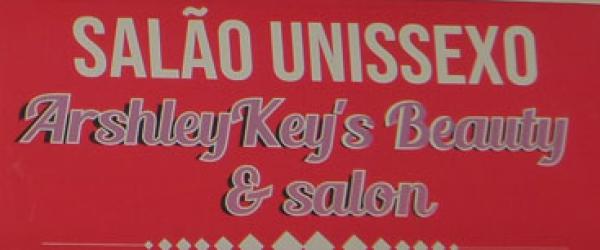 SALÃO UNISSEXO
ArshleyKey's Beauty
& salon